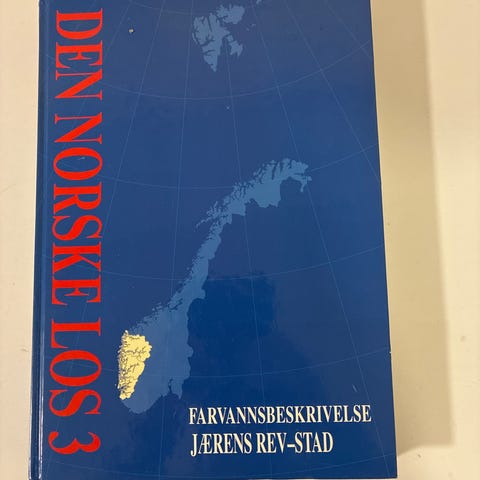 DEN NORSKE LOS 3
FARVANNSBESKRIVELSE
JÆRENS REV–STAD